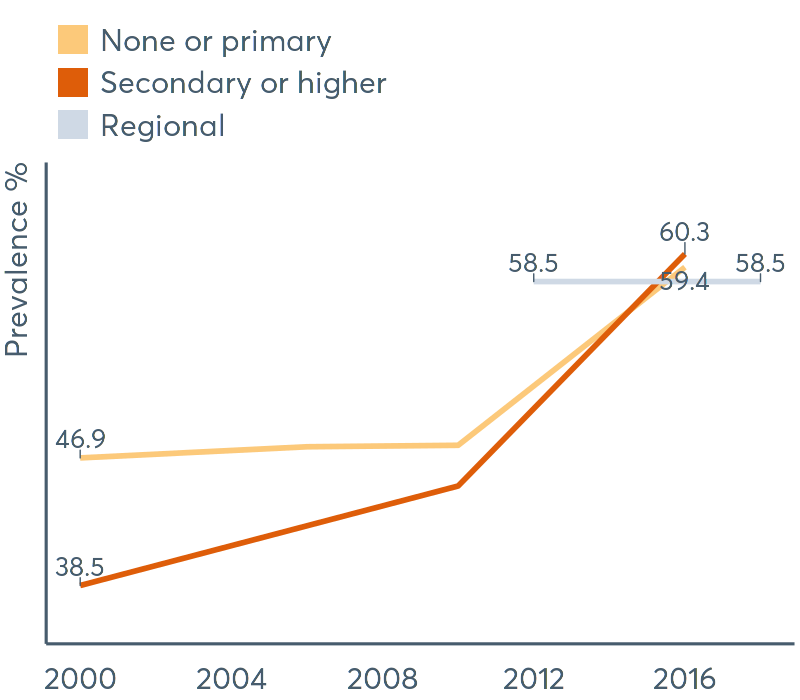 None or primary
Secondary or higher
Regional
Prevalence %
60.3
58.5
58.5
59.4
46.9
38.5
2000
2004
2008
2012
2016